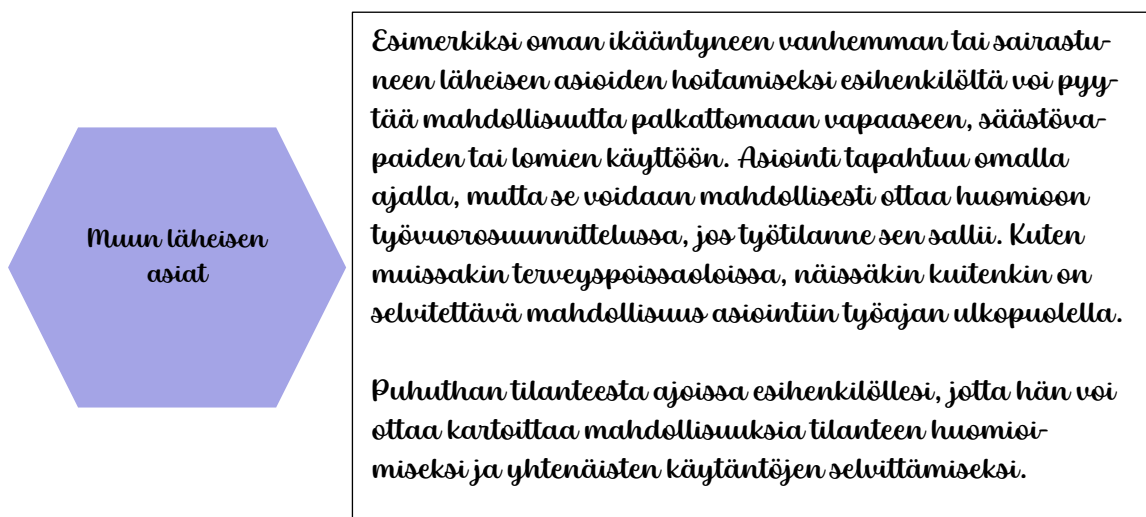 Muun läheisen
asiat
Esimerkiksi oman ikääntyneen vanhemman tai sairastu-
neen läheisen asioiden hoitamiseksi esihenkilöltä voi pyy-
tää mahdollisuutta palkattomaan vapaaseen, säästöva-
paiden tai lomien käyttöön. Asiointi tapahtuu omalla
ajalla, mutta se voidaan mahdollisesti ottaa huomioon
työvuorosuunnittelussa, jos työtilanne sen sallii. Kuten
muissakin terveyspoissaoloissa, näissäkin kuitenkin on
selvitettävä mahdollisuus asiointiin työajan ulkopuolella.
Puhuthan tilanteesta ajoissa esihenkilöllesi, jotta hän voi
ottaa kartoittaa mahdollisuuksia tilanteen huomioi-
miseksi ja yhtenäisten käytäntöjen selvittämiseksi.